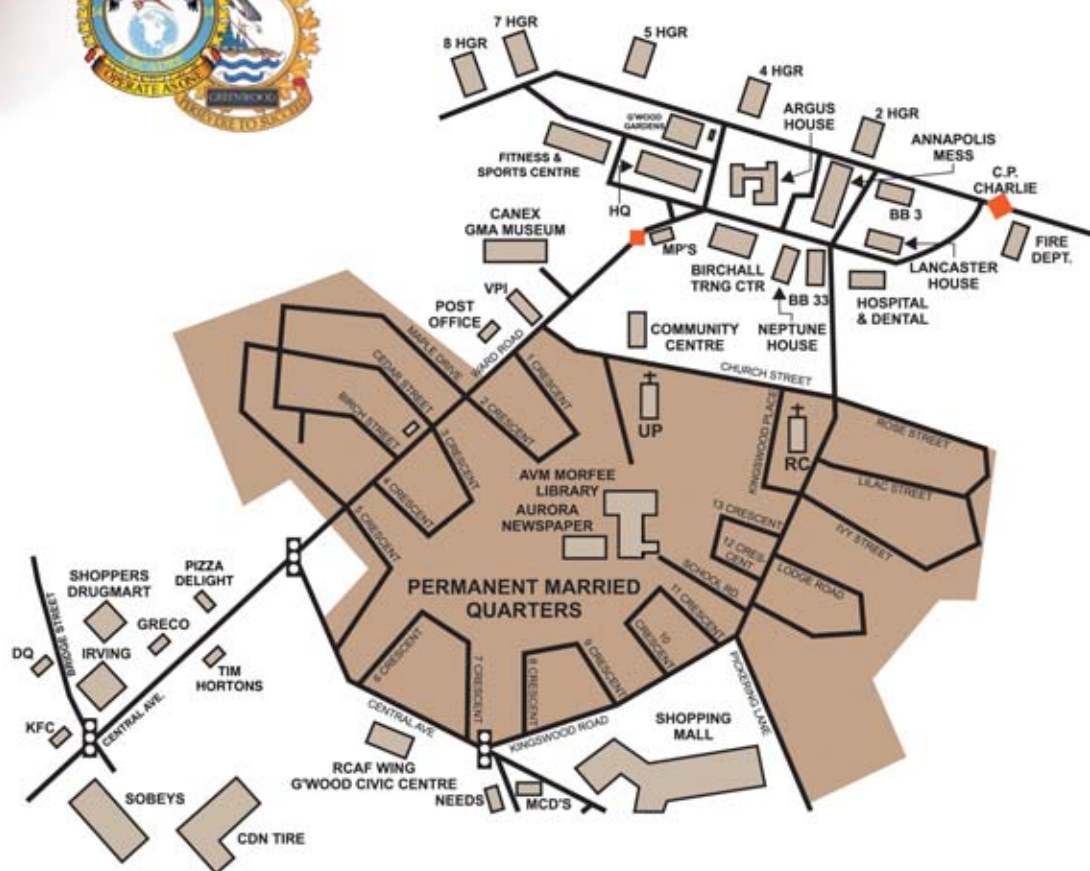 ESCADRE
OPERATE AS ONE
GREENWOOD
8 HGR
7 HGR
5 HGR
4 HGR
2 HGR
G'WOOD
GARDENS
ARGUS
HOUSE
ANNAPOLIS
MESS
C.P.
CHARLIE
FITNESS &
SPORTS CENTRE
HQ
BB 3
FIRE
DEPT.
CANEX
GMA MUSEUM
MP'S
BIRCHALL
TRNG CTR
BB 33
LANCASTER
HOUSE
NEPTUNE
HOUSE
HOSPITAL
& DENTAL
VPI
POST
OFFICE
COMMUNITY
CENTRE
WARD ROAD
CHURCH STREET
MAPLE DRIVE
CEDAR STREET
BIRCH STREET
1 CRESCENT
2 CRESCENT
3 CRESCENT
4 CRESCENT
5 CRESCENT
UP
KINGSWOOD PLACE
RC
ROSE STREET
LILAC STREET
IVY STREET
AVM MORFEE
LIBRARY
AURORA
NEWSPAPER
13 CRESCENT
12 CRES-
CENT
SCHOOL RD
LODGE ROAD
PERMANENT MARRIED
QUARTERS
11 CRESCENT
10
CRESCENT
9 CRESCENT
8 CRESCENT
7 CRESCENT
6 CRESCENT
PICKERING LANE
KINGSWOOD ROAD
CENTRAL AVE
SHOPPING
MALL
RCAF WING
G'WOOD CIVIC CENTRE
NEEDS
MCD'S
PIZZA
DELIGHT
SHOPPERS
DRUGMART
GRECO
BRIDGE STREET
DQ
IRVING
TIM
HORTONS
KFC
CENTRAL AVE.
SOBEYS
CDN TIRE